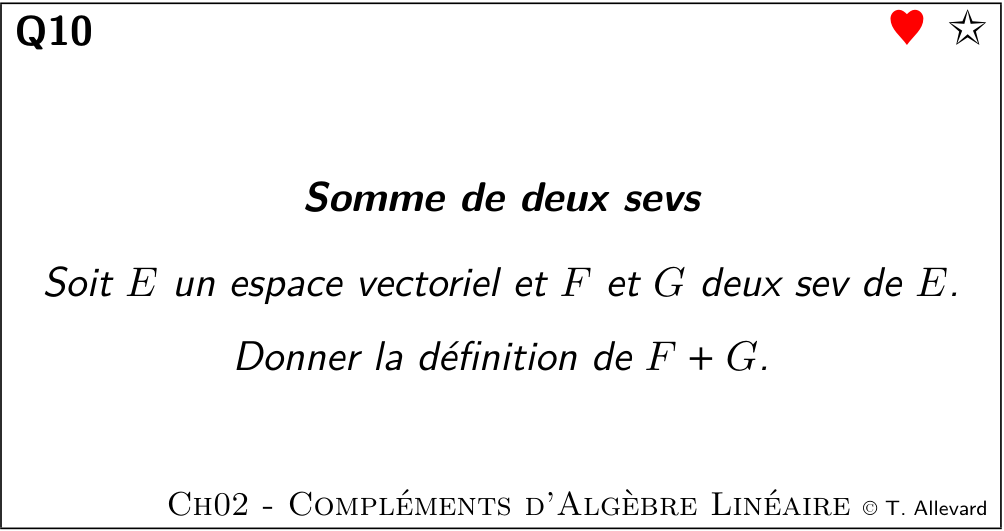 Q10
Somme de deux sevs
Soit E un espace vectoriel et F et G deux sev de E.
Donner la définition de F + G.
Ch02 - Compléments d'Algèbre Linéaire © T. Allevard